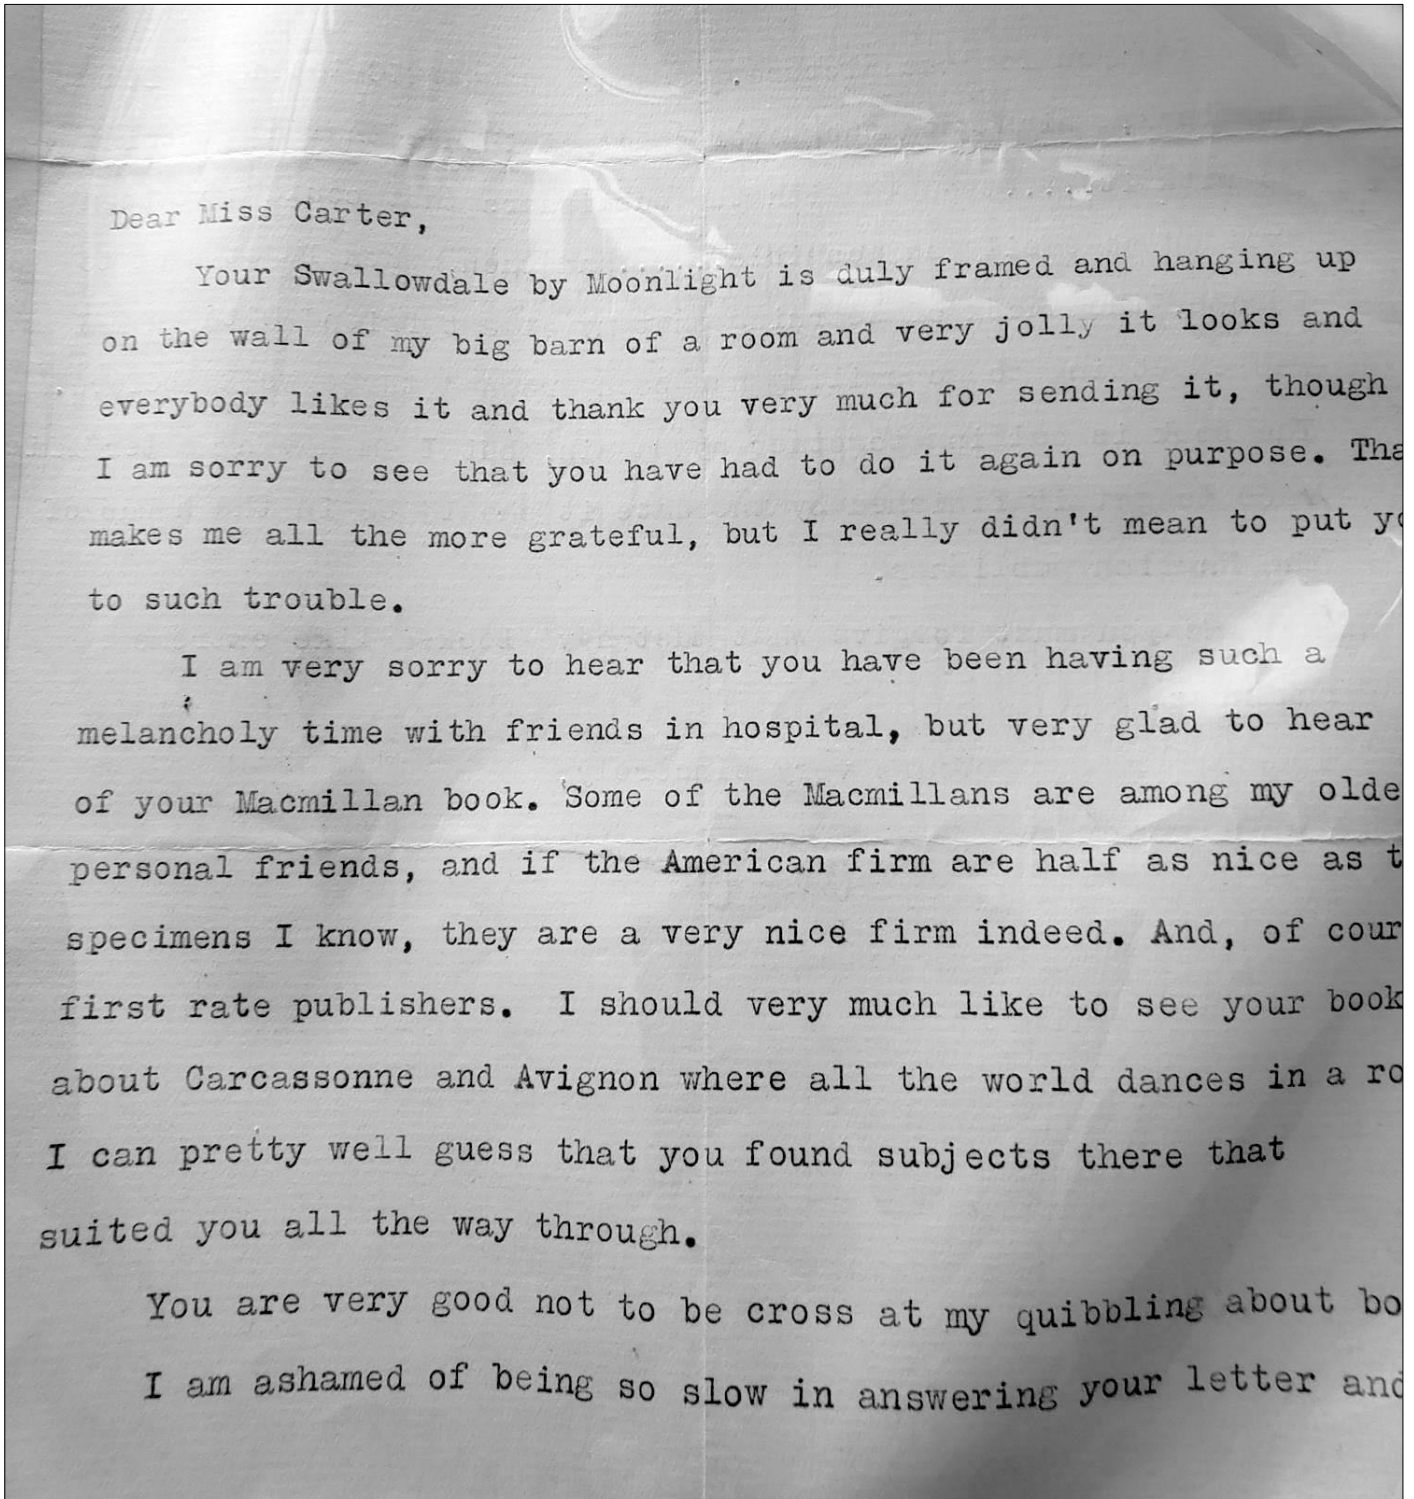 Dear Miss Carter,
Your Swallowdale by Moonlight is duly framed and hanging up
on the wall of my big barn of a room and very jolly it looks and
everybody likes it and thank you very much for sending it, though
I am sorry to see that you have had to do it again on purpose. Tha
makes me all the more grateful, but I really didn't mean to put yo
to such trouble.
I am very sorry to hear that you have been having such a
melancholy time with friends in hospital, but very glad to hear
of your Macmillan book. Some of the Macmillans are among my olde
personal friends, and if the American firm are half as nice as t
specimens I know, they are a very nice firm indeed. And, of cour
first rate publishers. I should very much like to see your book
about Carcassonne and Avignon where all the world dances in a ro
I can pretty well guess that you found subjects there that
suited you all the way through.
You are very good not to be cross at my quibbling about bo
I am ashamed of being so slow in answering your letter and